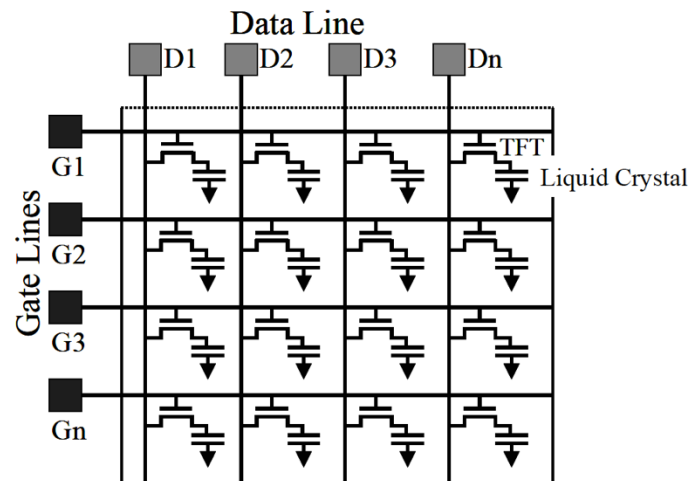 Data Line
D1 D2 D3 Dn
G1
G2
G3
Gn
Gate Lines
TFT
Liquid Crystal